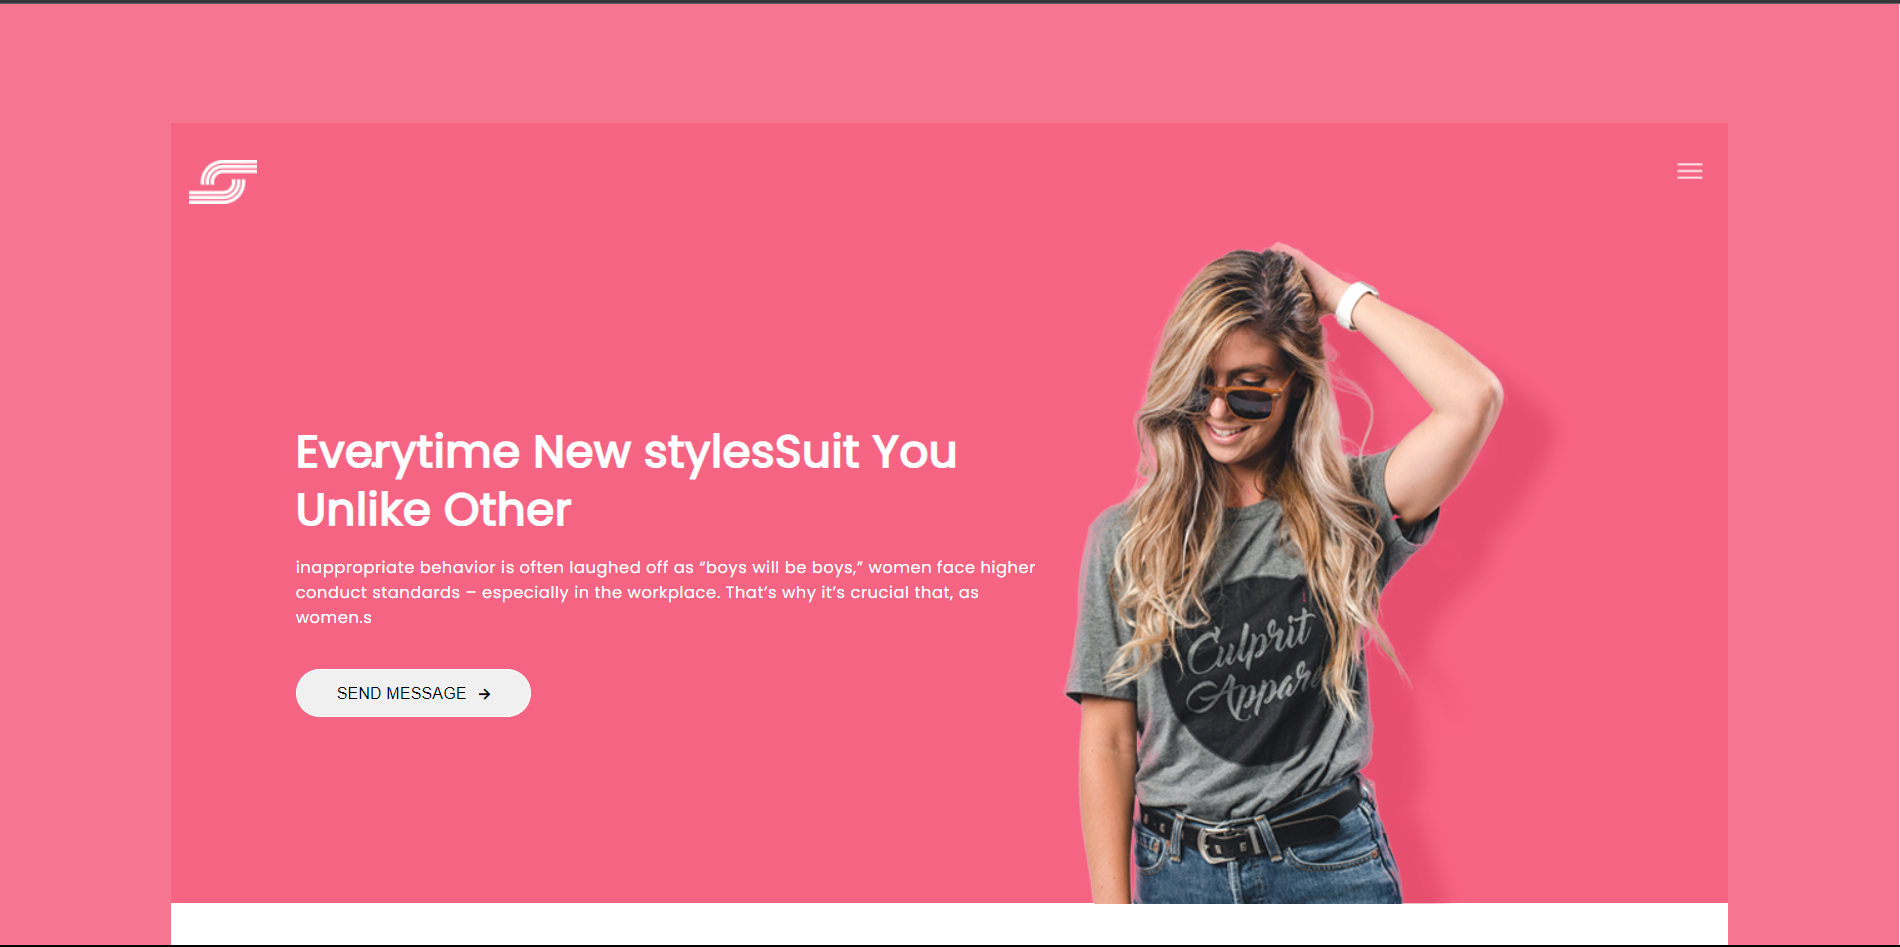 Everytime New stylesSuit You
Unlike Other
inappropriate behavior is often laughed off as “boys will be boys,” women face higher
conduct standards – especially in the workplace. That’s why it’s crucial that, as
women.s
SEND MESSAGE
Culprit
Appare